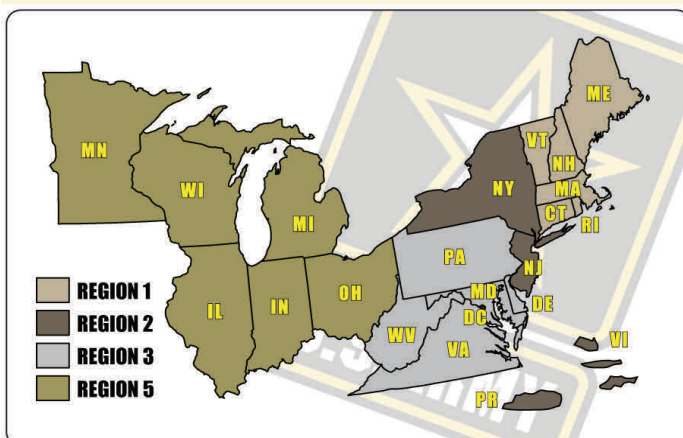 ME
VT
NH
MN
MA
NY
WI
CT
RI
MI
PA
NJ
REGION 1
OH
MD
DE
IL
IN
REGION 2
DC
WV
VI
REGION 3
VA
REGION 5
PR
U.S. ARMY